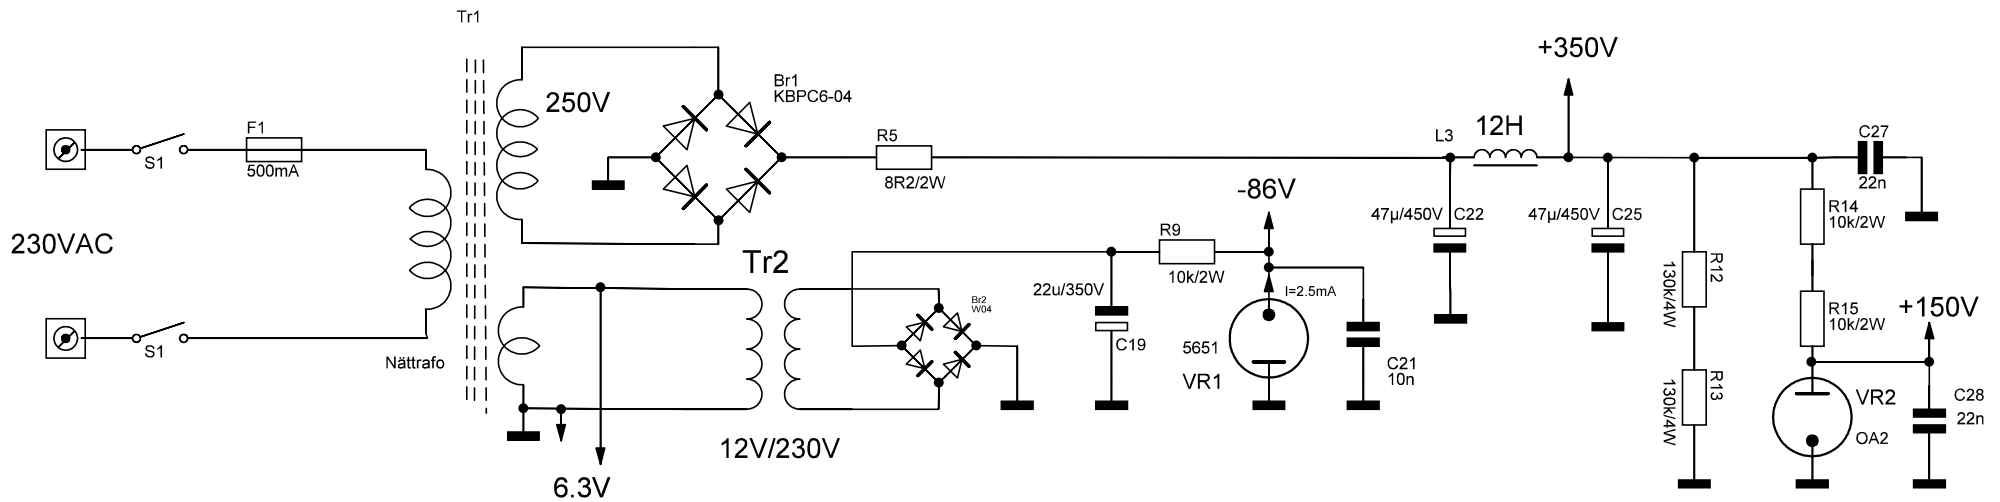 Tr1
+350V
Br1
KBPC6-04
250V
F1
500mA
S1
R5
8R2/2W
L3
12H
C27
22n
-86V
47µ/450V C22
47µ/450V C25
R14
10k/2W
230VAC
R9
10k/2W
Tr2
R12
130k/4W
22u/350V
I=2.5mA
Br2
W04
R15
10k/2W
+150V
S1
C19
5651
VR1
C21
10n
Nättrafo
R13
130k/4W
VR2
OA2
C28
22n
12V/230V
6.3V